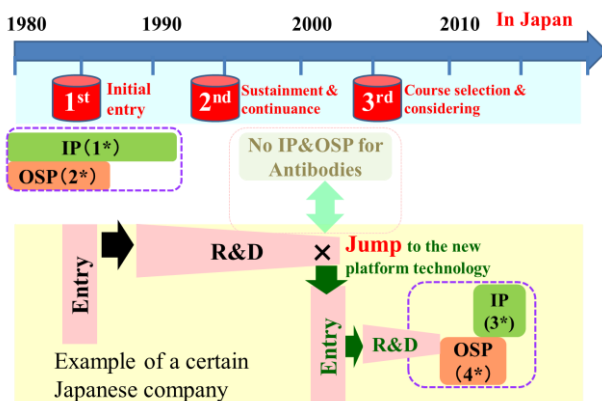 1980
1990
2000
2010
In Japan
1st
Initial
entry
2nd
Sustainment &
continuance
3rd
Course selection &
considering
IP（1*）
OSP（2*）
No IP&OSP for
Antibodies
Entry
R&D
×
Jump to the new
platform technology
Entry
R&D
IP
(3*)
OSP
(4*)
Example of a certain
Japanese company